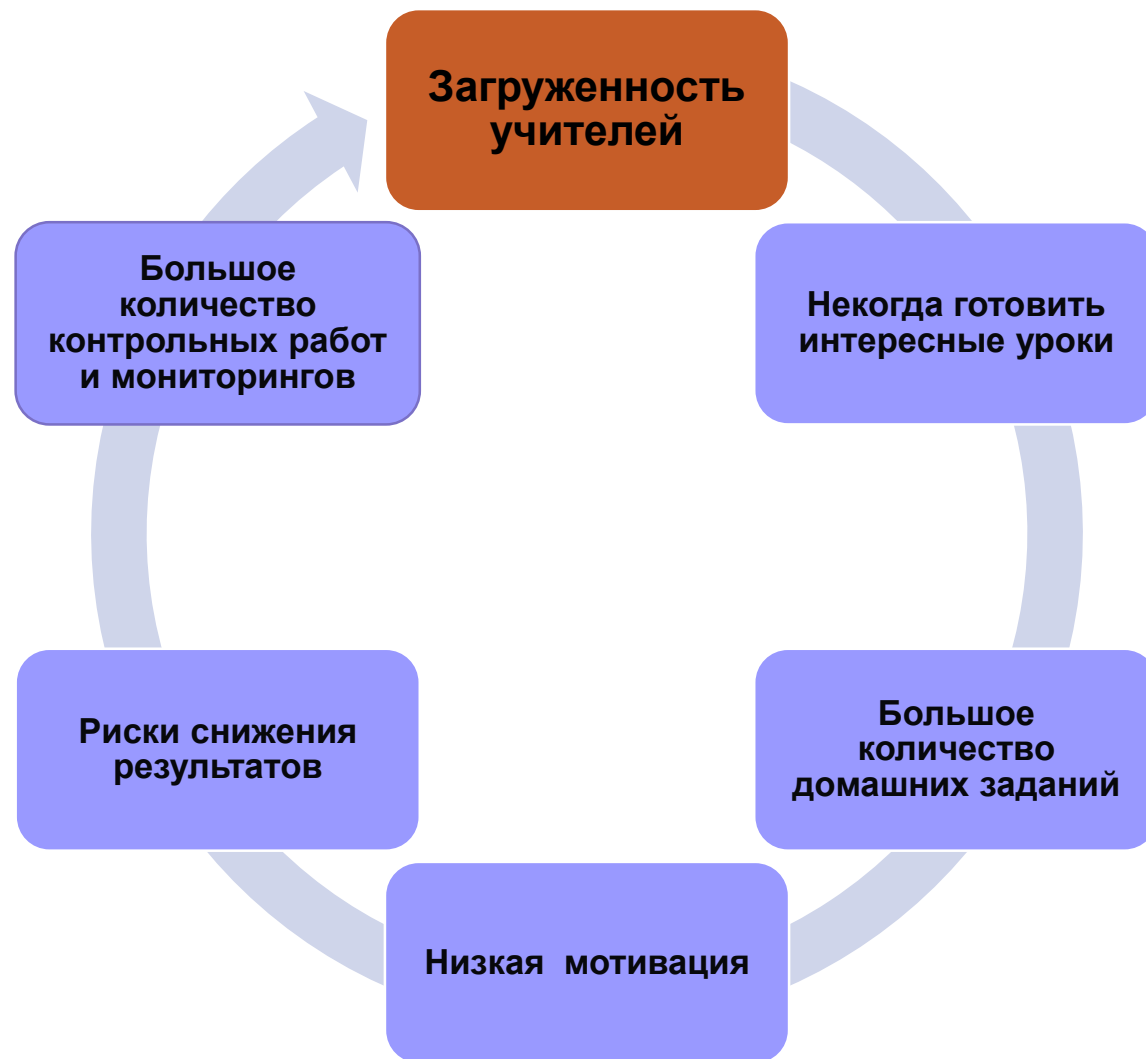 Загруженность
учителей
Некогда готовить
интересные уроки
Большое
количество
домашних заданий
Низкая мотивация
Риски снижения
результатов
Большое
количество
контрольных работ
и мониторингов